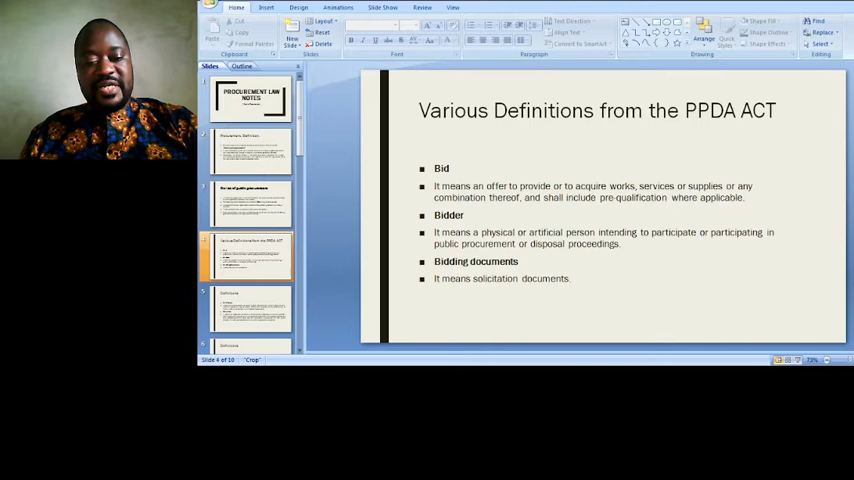 Home Insert Design Animations Slide Show Review View
Cut
Copy
Format Painter
Paste
Clipboard
New
Slide
Layout
Reset
Delete
Slides
Font
Paragraph
Text Direction
Align Text
Convert to SmartArt
Arrange
Quick
Styles
Shape Fill
Shape Outline
Shape Effects
Drawing
Find
Replace
Select
Editing
Slides Outline
1
PROCUREMENT LAW
NOTES
2
Procurement Definition
3
4
Various Definitions from the PPDA ACT
5
Definitions
6
Definitions
Various Definitions from the PPDA ACT
Bid
It means an offer to provide or to acquire works, services or supplies or any
combination thereof, and shall include pre-qualification where applicable.
Bidder
It means a physical or artificial person intending to participate or participating in
public procurement or disposal proceedings.
Bidding documents
It means solicitation documents.
Slide 4 of 10 "Crop"
73%